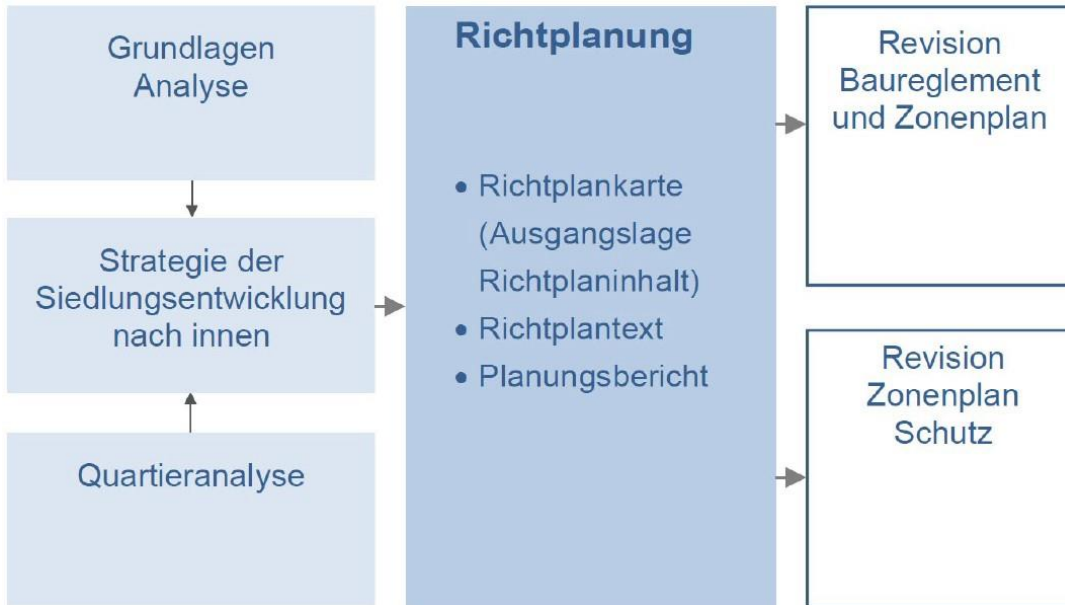 Grundlagen
Analyse
Strategie der
Siedlungsentwicklung
nach innen
Quartieranalyse
Richtplanung
• Richtplankarte
(Ausgangslage
Richtplaninhalt)
• Richtplantext
• Planungsbericht
Revision
Baureglement
und Zonenplan
Revision
Zonenplan
Schutz